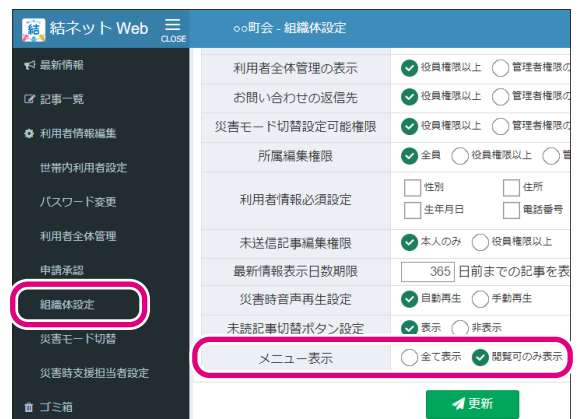 結 結ネット Web CLOSE ○○町会 - 組織体設定
最新情報
記事一覧
利用者情報編集
世帯内利用者設定
パスワード変更
利用者全体管理
申請承認
組織体設定
災害モード切替
災害時支援担当者設定
ゴミ箱
利用者全体管理の表示 役員権限以上 管理者権限の
お問い合わせの返信先 役員権限以上 管理者権限の
災害モード切替設定可能権限 役員権限以上 管理者権限の
所属編集権限 全員 役員権限以上
利用者情報必須設定 性別 住所
生年月日 電話番号
未送信記事編集権限 本人のみ 役員権限以上
最新情報表示日数期限 365 日前までの記事を表
災害時音声再生設定 自動再生 手動再生
未読記事切替ボタン設定 表示 非表示
メニュー表示 全て表示 閲覧可のみ表示
更新